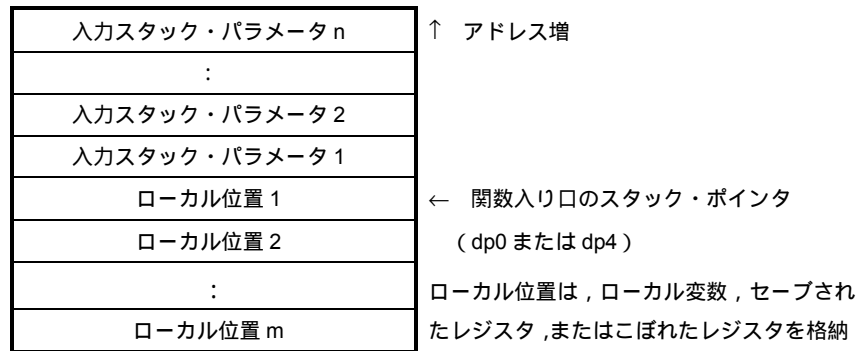 入力スタック・パラメータ n
↑ アドレス増
:
入力スタック・パラメータ 2
入力スタック・パラメータ 1
ローカル位置 1
← 関数入り口のスタック・ポインタ
ローカル位置 2
( dp0 または dp4 )
:
ローカル位置は , ローカル変数 , セーブされ
ローカル位置 m
たレジスタ ,またはこぼれたレジスタを格納